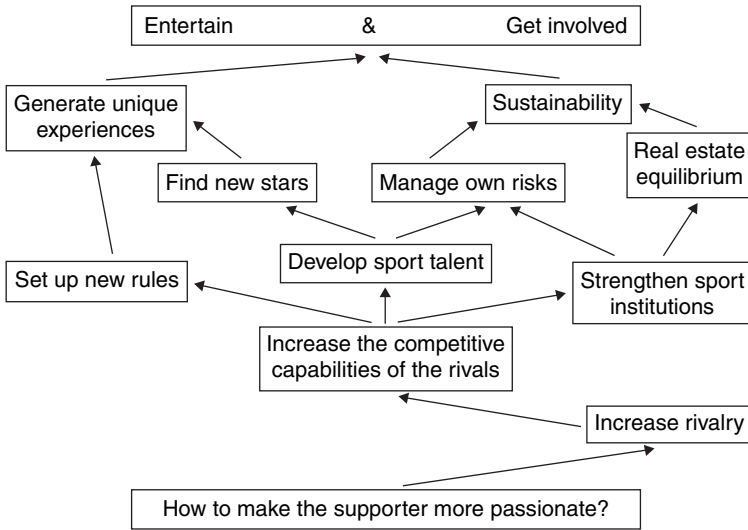 Entertain & Get involved
Generate unique
experiences
Sustainability
Real estate
equilibrium
Find new stars
Manage own risks
Set up new rules
Develop sport talent
Strengthen sport
institutions
Increase the competitive
capabilities of the rivals
Increase rivalry
How to make the supporter more passionate?